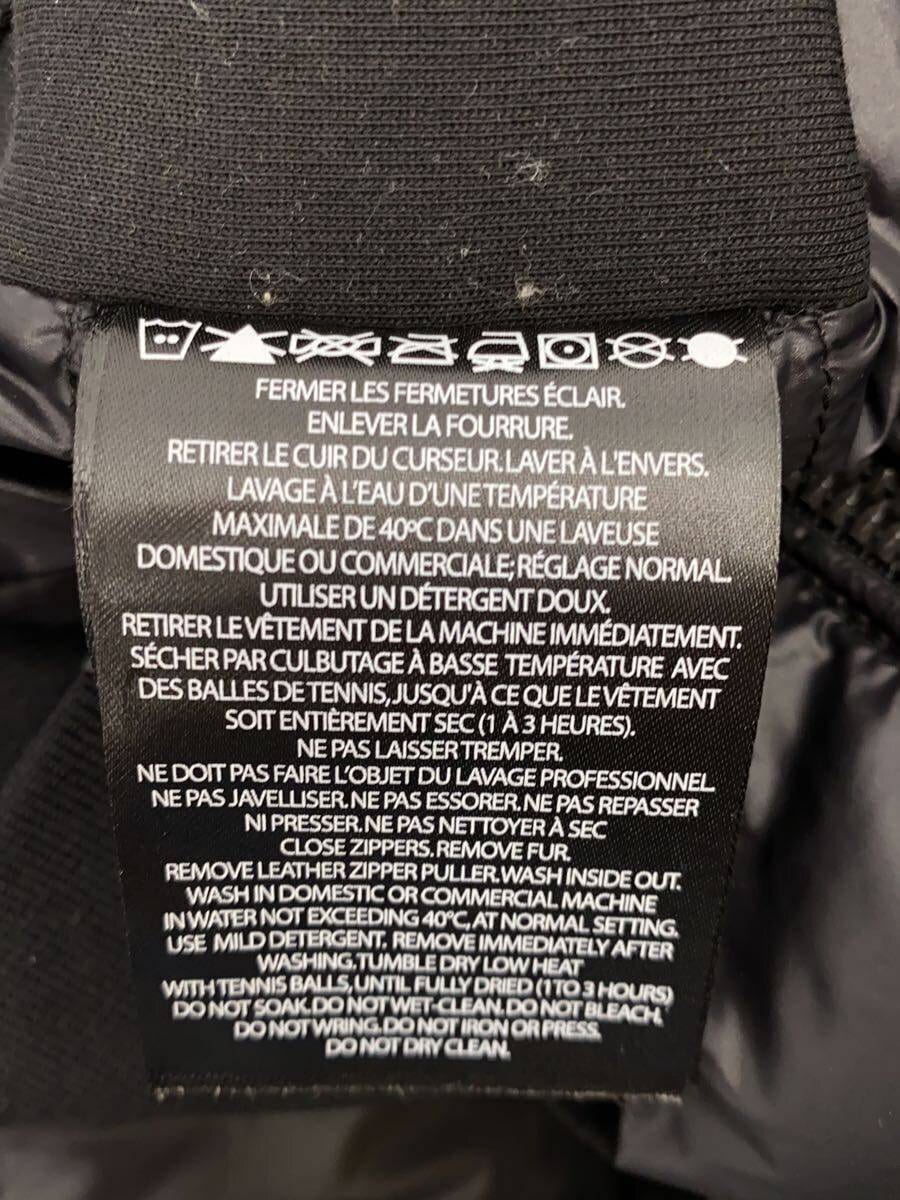 FERMER LES FERMETURES ÉCLAIR.
ENLEVER LA FOURRURE.
RETIRER LE CUIR DU CURSEUR. LAVER À L'ENVERS.
LAVAGE À L'EAU D'UNE TEMPÉRATURE
MAXIMALE DE 40ºC DANS UNE LAVEUSE
DOMESTIQUE OU COMMERCIALE; RÉGLAGE NORMAL.
UTILISER UN DÉTERGENT DOUX.
RETIRER LE VÊTEMENT DE LA MACHINE IMMÉDIATEMENT.
SÉCHER PAR CULBUTAGE À BASSE TEMPÉRATURE AVEC
DES BALLES DE TENNIS, JUSQU'À CE QUE LE VÊTEMENT
SOIT ENTIÈREMENT SEC (1 À 3 HEURES).
NE PAS LAISSER TREMPER.
NE DOIT PAS FAIRE L'OBJET DU LAVAGE PROFESSIONNEL
NE PAS JAVELLISER. NE PAS ESSORER. NE PAS REPASSER
NI PRESSER. NE PAS NETTOYER À SEC
CLOSE ZIPPERS. REMOVE FUR.
REMOVE LEATHER ZIPPER PULLER. WASH INSIDE OUT.
WASH IN DOMESTIC OR COMMERCIAL MACHINE
IN WATER NOT EXCEEDING 40°C, AT NORMAL SETTING.
USE MILD DETERGENT. REMOVE IMMEDIATELY AFTER
WASHING. TUMBLE DRY LOW HEAT
WITH TENNIS BALLS, UNTIL FULLY DRIED (1 TO 3 HOURS)
DO NOT SOAK. DO NOT WET-CLEAN. DO NOT BLEACH.
DO NOT WRING. DO NOT IRON OR PRESS.
DO NOT DRY CLEAN.